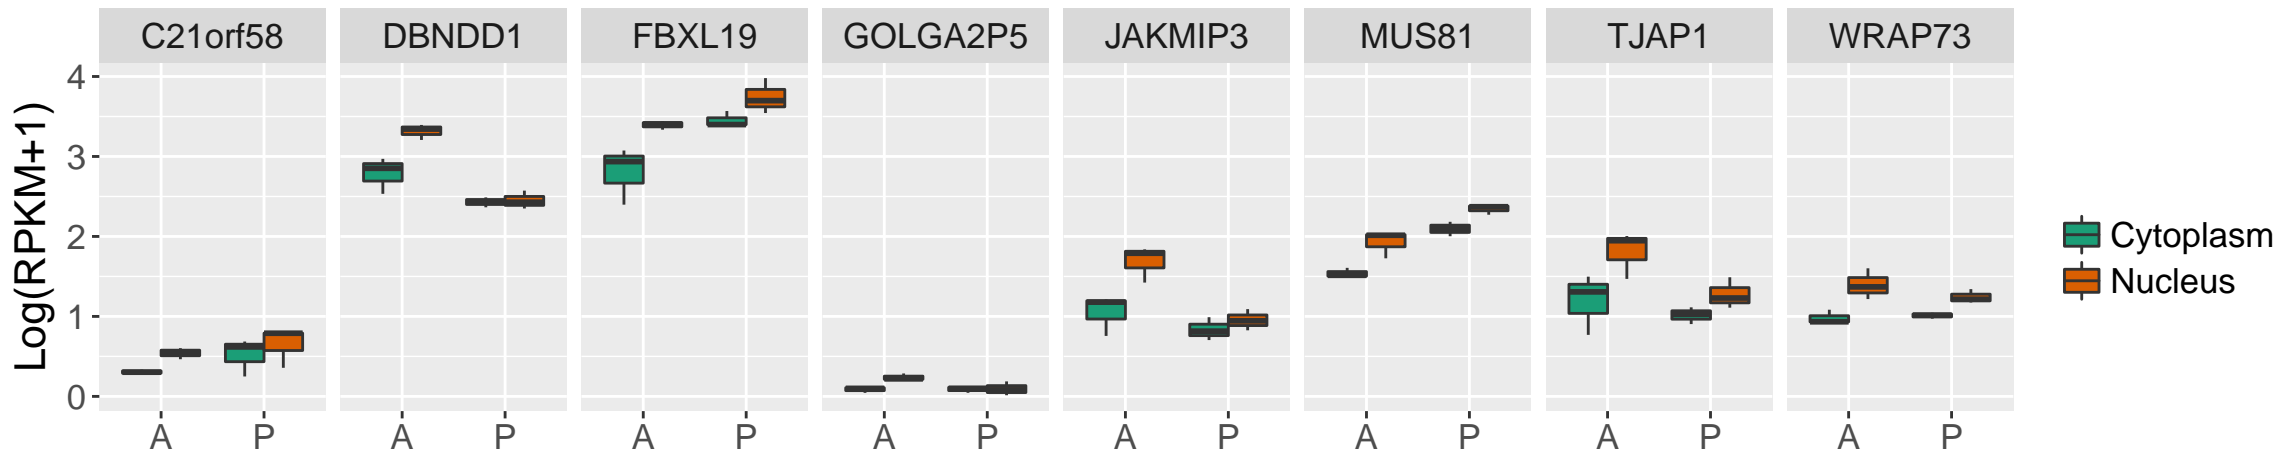 C21orf58 DBNDD1 FBXL19 GOLGA2P5 JAKMIP3 MUS81 TJAP1 WRAP73
Log(RPKM+1)
4
3
2
1
0
A P A P A P A P A P A P A P A P
Cytoplasm
Nucleus